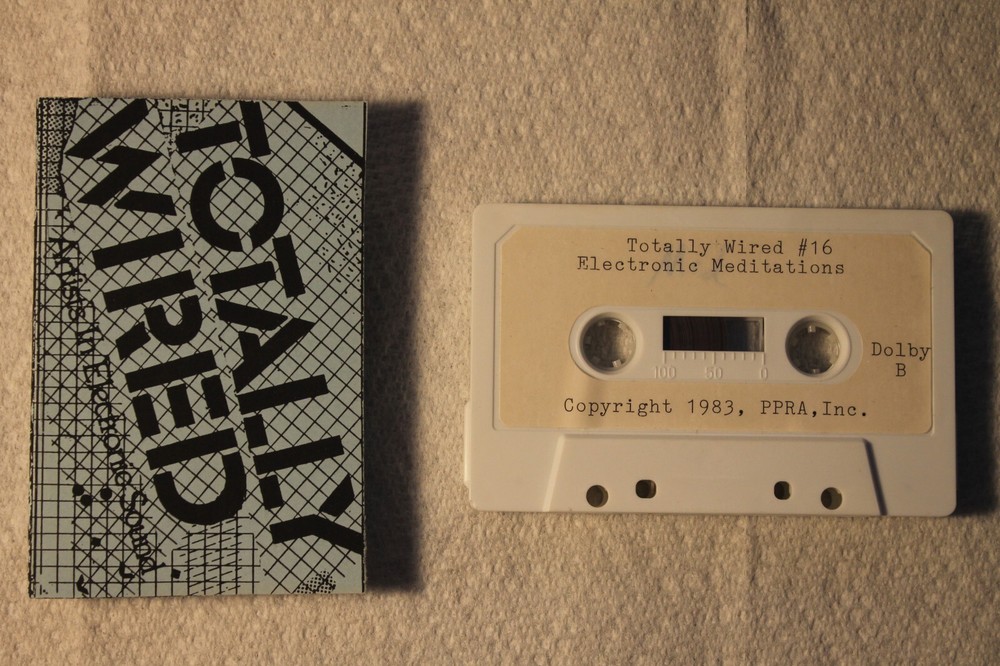 TOTALLY
WIRED
Artists In Electronic Sound
Totally Wired #16
Electronic Meditations
Dolby
B
100 50 0
Copyright 1983, PPRA,Inc.